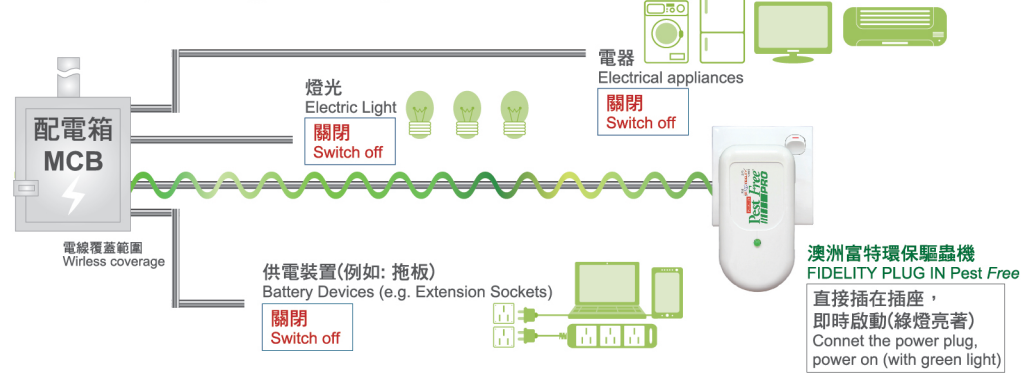 電器
Electrical appliances
關閉
Switch off
燈光
Electric Light
關閉
Switch off
配電箱
MCB
電線覆蓋範圍
Wirless coverage
Pest Free
PRO
供電裝置(例如: 拖板)
Battery Devices (e.g. Extension Sockets)
關閉
Switch off
澳洲富特環保驅蟲機
FIDELITY PLUG IN Pest Free
直接插在插座，
即時啟動(綠燈亮著)
Connet the power plug,
power on (with green light)